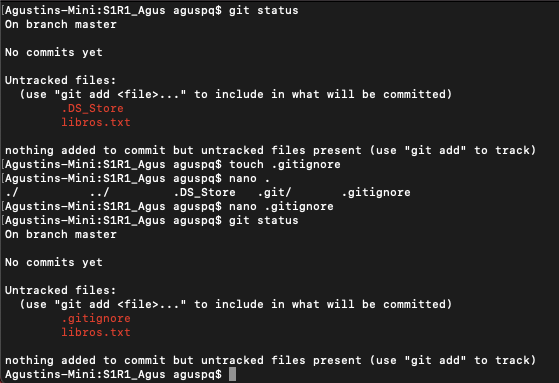 [Agustins-Mini:S1R1_Agus aguspq$ git status
On branch master
No commits yet
Untracked files:
(use "git add <file>..." to include in what will be committed)
.DS_Store
libros.txt
nothing added to commit but untracked files present (use "git add" to track)
[Agustins-Mini:S1R1_Agus aguspq$ touch .gitignore
[Agustins-Mini:S1R1_Agus aguspq$ nano .
./ ../ .DS_Store .git/ .gitignore
[Agustins-Mini:S1R1_Agus aguspq$ nano .gitignore
[Agustins-Mini:S1R1_Agus aguspq$ git status
On branch master
No commits yet
Untracked files:
(use "git add <file>..." to include in what will be committed)
.gitignore
libros.txt
nothing added to commit but untracked files present (use "git add" to track)
Agustins-Mini:S1R1_Agus aguspq$